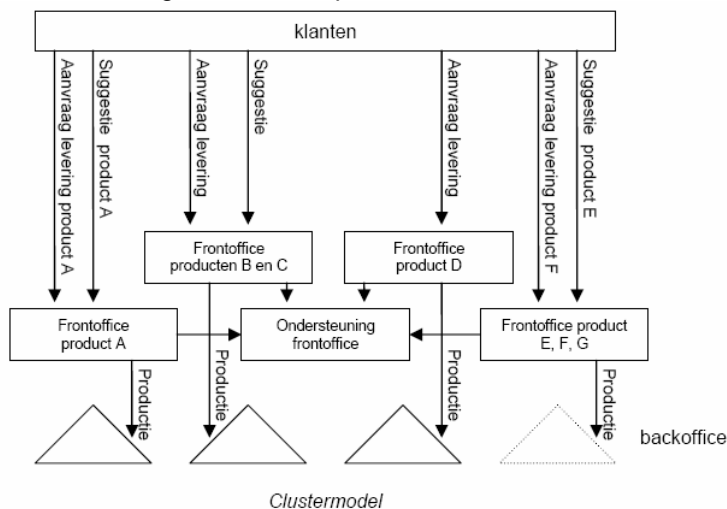 klanten
Aanvraag levering product A
Suggestie product A
Aanvraag levering
Suggestie
Aanvraag levering
Aanvraag levering product F
Suggestie product E
Frontoffice
producten B en C
Frontoffice
product D
Frontoffice
product A
Ondersteuning
frontoffice
Frontoffice product
E, F, G
Productie
Productie
Productie
Productie
backoffice
Clustermodel